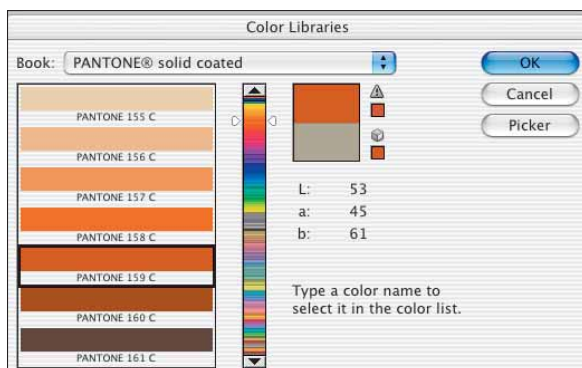 Color Libraries
Book: PANTONE® solid coated
OK
Cancel
Picker
PANTONE 155 C
PANTONE 156 C
PANTONE 157 C
PANTONE 158 C
PANTONE 159 C
PANTONE 160 C
PANTONE 161 C
L: 53
a: 45
b: 61
Type a color name to
select it in the color list.